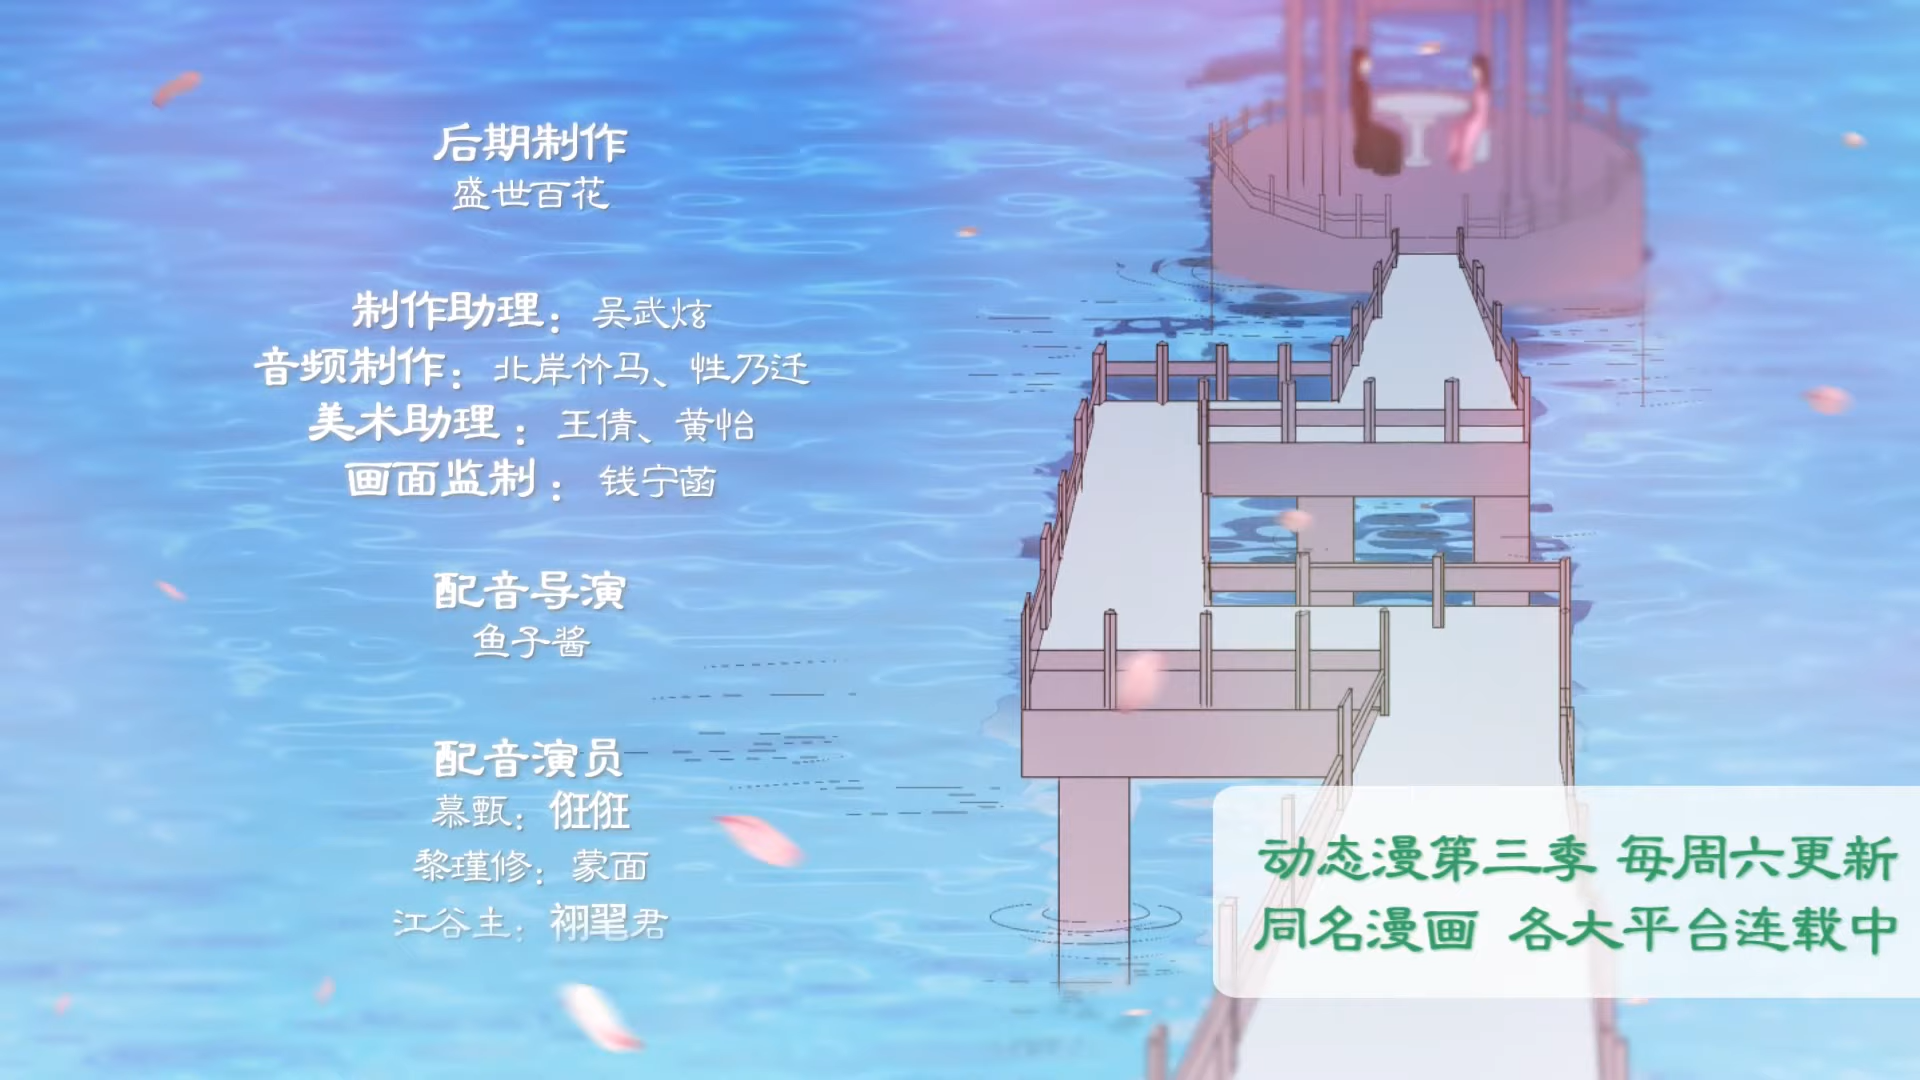 后期制作
盛世百花
制作助理：吴武炫
音频制作：北岸竹马、性乃迁
美术助理：王倩、黄怡
画面监制：钱宁菡
配音导演
鱼子酱
配音演员
慕甄：俇俇
黎瑾修：蒙面
江谷主：祤翟君
动态漫第三季 每周六更新
同名漫画 各大平台连载中